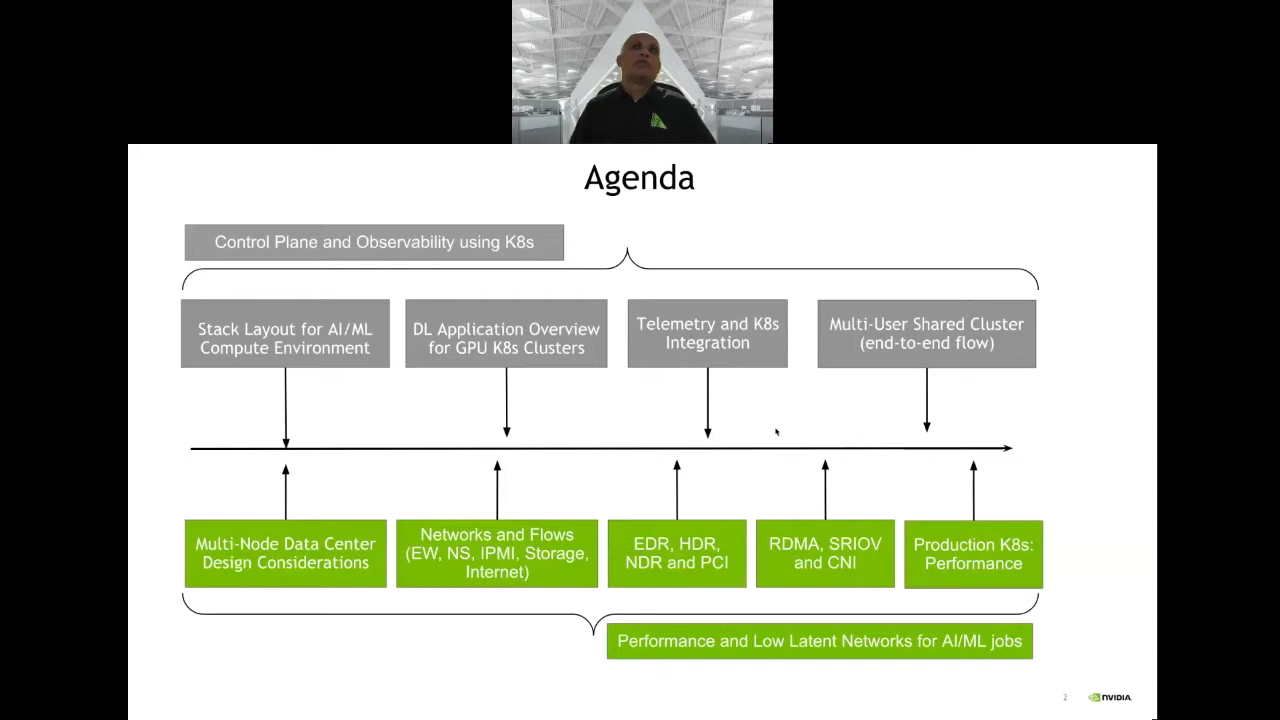 Agenda
Control Plane and Observability using K8s
Stack Layout for AI/ML
Compute Environment
DL Application Overview
for GPU K8s Clusters
Telemetry and K8s
Integration
Multi-User Shared Cluster
(end-to-end flow)
Multi-Node Data Center
Design Considerations
Networks and Flows
(EW, NS, IPMI, Storage,
Internet)
EDR, HDR,
NDR and PCI
RDMA, SRIOV
and CNI
Production K8s:
Performance
Performance and Low Latent Networks for AI/ML jobs
2
NVIDIA